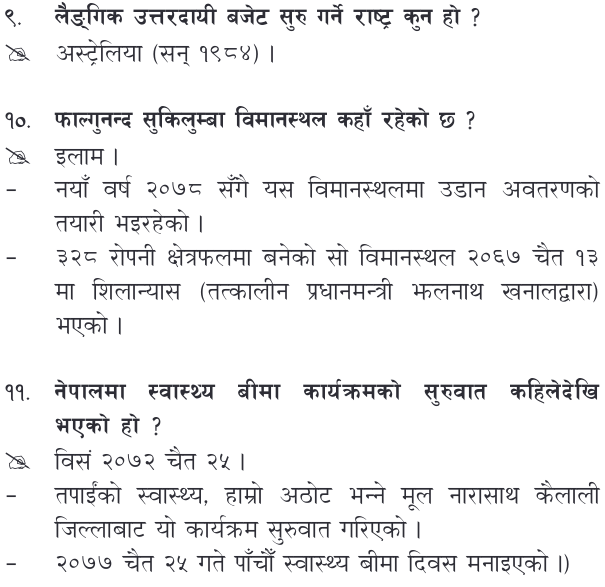 ९. लैङ्गिक उत्तरदायी बजेट सुरु गर्ने राष्ट्र कुन हो ?
अस्ट्रेलिया (सन् १९८४) ।
१०. फाल्गुनन्द सुकिलुम्बा विमानस्थल कहाँ रहेको छ ?
इलाम ।
- नयाँ वर्ष २०७८ सँगै यस विमानस्थलमा उडान अवतरणको
तयारी भइरहेको ।
- ३२८ रोपनी क्षेत्रफलमा बनेको सो विमानस्थल २०६७ चैत १३
मा शिलान्यास (तत्कालीन प्रधानमन्त्री झलनाथ खनालद्वारा)
भएको ।
११. नेपालमा स्वास्थ्य बीमा कार्यक्रमको सुरुवात कहिलेदेखि
भएको हो ?
विसं २०७२ चैत २५ ।
- तपाईंको स्वास्थ्य, हाम्रो अठोट भन्ने मूल नारासाथ कैलाली
जिल्लाबाट यो कार्यक्रम सुरुवात गरिएको ।
- २०७७ चैत २५ गते पाँचौँ स्वास्थ्य बीमा दिवस मनाइएको ।)